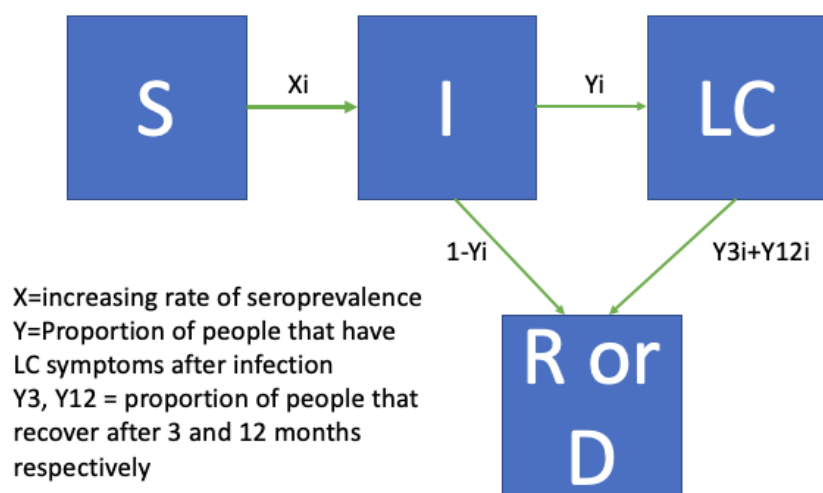 S
Xi
I
Yi
LC
1-Yi
Y3i+Y12i
X=increasing rate of seroprevalence
Y=Proportion of people that have
LC symptoms after infection
Y3, Y12 = proportion of people that
recover after 3 and 12 months
respectively
R or
D